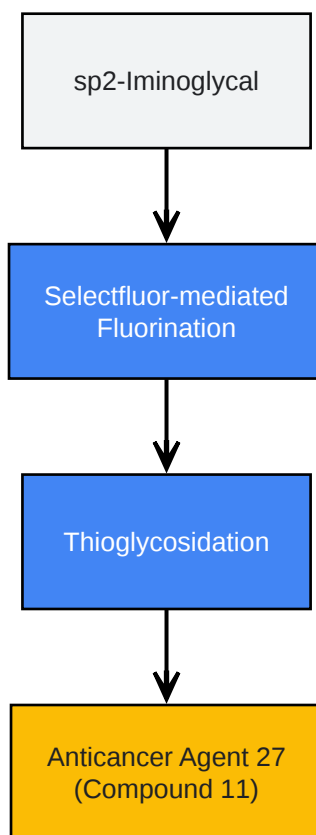 sp2-Iminoglycal
Selectfluor-mediated
Fluorination
Thioglycosidation
Anticancer Agent 27
(Compound 11)